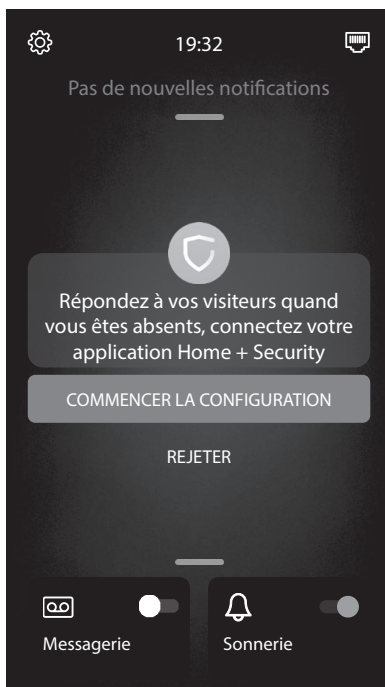 19:32
Pas de nouvelles notifications
Répondez à vos visiteurs quand
vous êtes absents, connectez votre
application Home + Security
COMMENCER LA CONFIGURATION
REJETER
Messagerie
Sonnerie